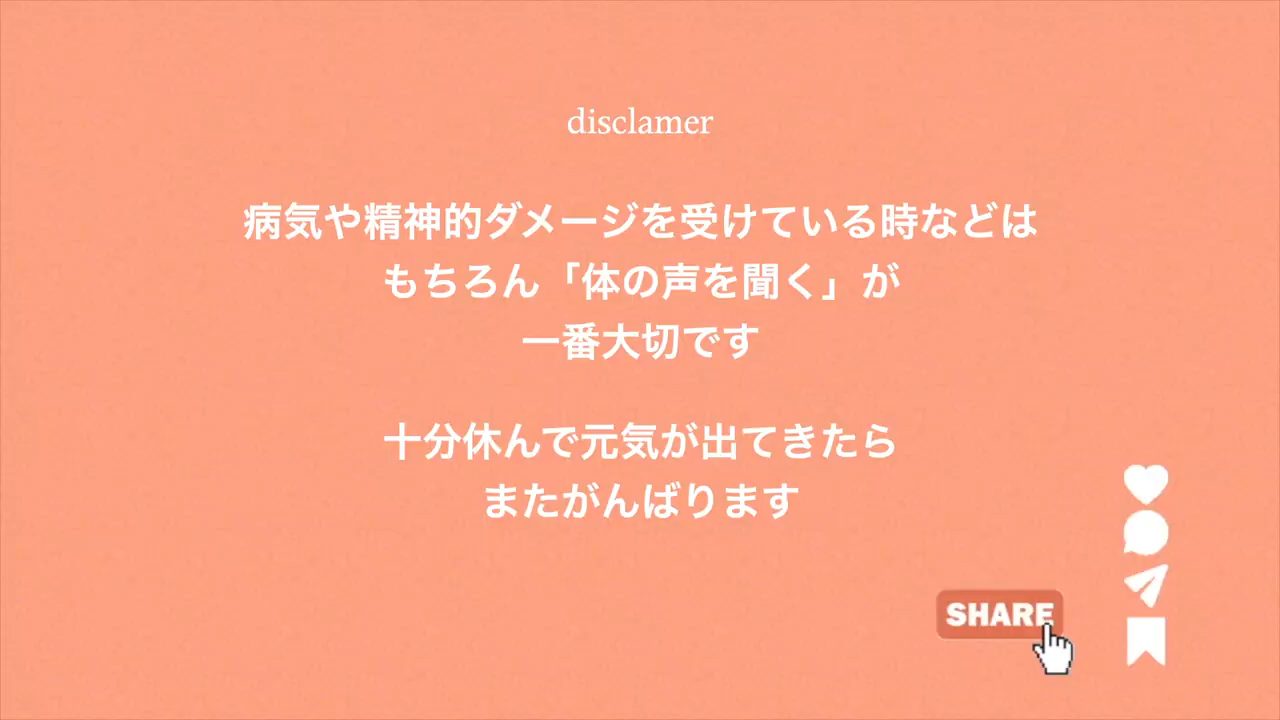 disclamer
病気や精神的ダメージを受けている時などは
もちろん「体の声を聞く」が
一番大切です
十分休んで元気が出てきたら
またがんばります
SHARE